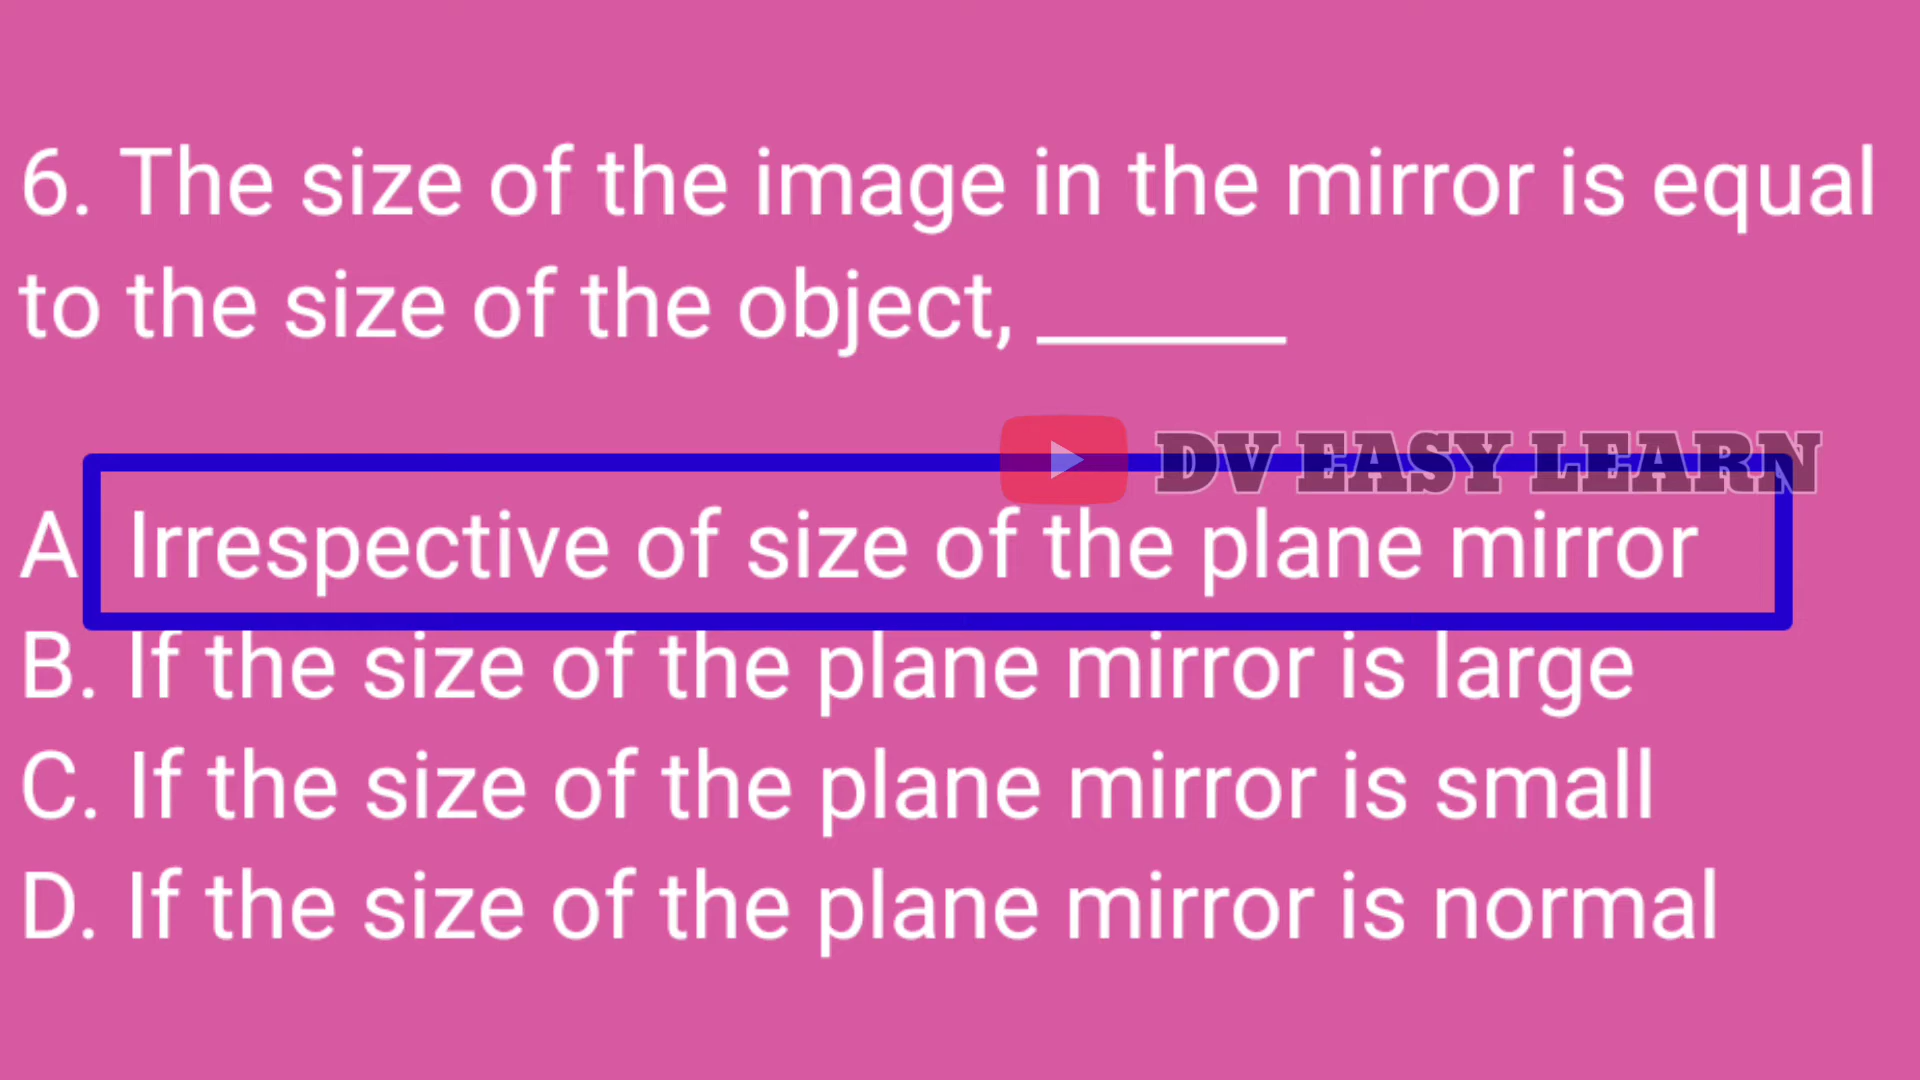 6. The size of the image in the mirror is equal
to the size of the object, ______
DV EASY LEARN
A Irrespective of size of the plane mirror
B. If the size of the plane mirror is large
C. If the size of the plane mirror is small
D. If the size of the plane mirror is normal